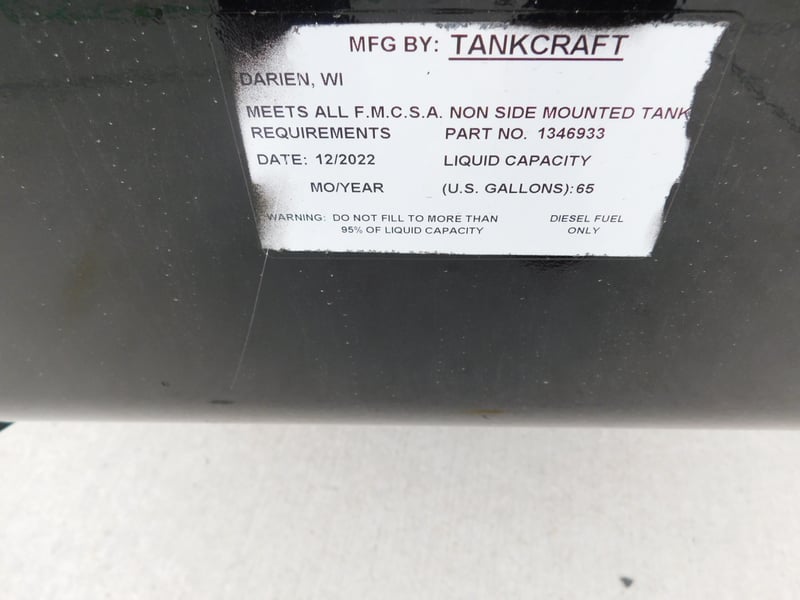 MFG BY: TANKCRAFT
DARIEN, WI
MEETS ALL F.M.C.S.A. NON SIDE MOUNTED TANK
REQUIREMENTS PART NO. 1346933
DATE: 12/2022 LIQUID CAPACITY
MO/YEAR (U.S. GALLONS): 65
WARNING: DO NOT FILL TO MORE THAN DIESEL FUEL
95% OF LIQUID CAPACITY ONLY